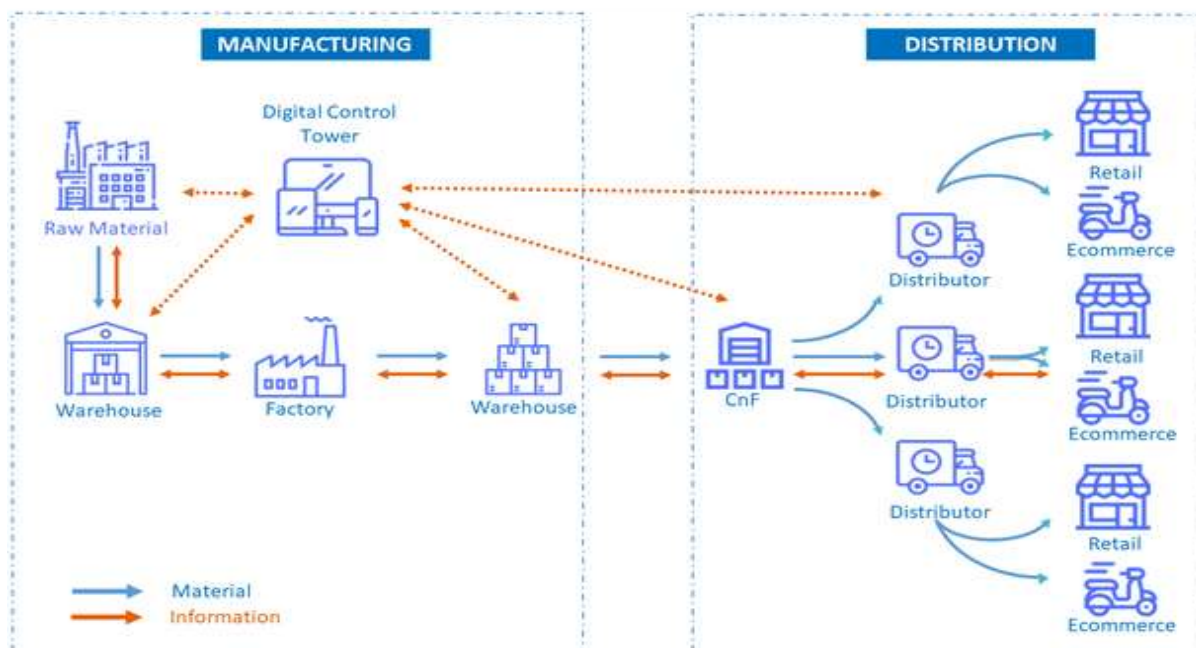 MANUFACTURING
DISTRIBUTION
Digital Control
Tower
Raw Material
Retail
Ecommerce
Distributor
Warehouse
Factory
Warehouse
CnF
Distributor
Retail
Ecommerce
Distributor
Retail
Ecommerce
Material
Information